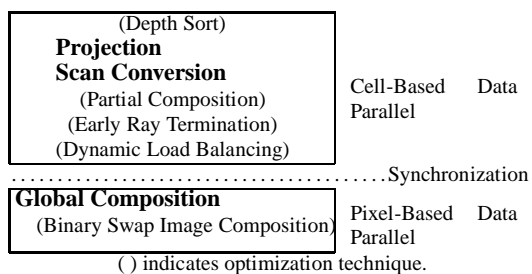 (Depth Sort)
Projection
Scan Conversion
(Partial Composition)
(Early Ray Termination)
(Dynamic Load Balancing)
Cell-Based Data
Parallel
. . . . . . . . . . . . . . . . . . . . . . . . . . . . . . . . . . . . . . . . .Synchronization
Global Composition
(Binary Swap Image Composition)
Pixel-Based Data
Parallel
( ) indicates optimization technique.